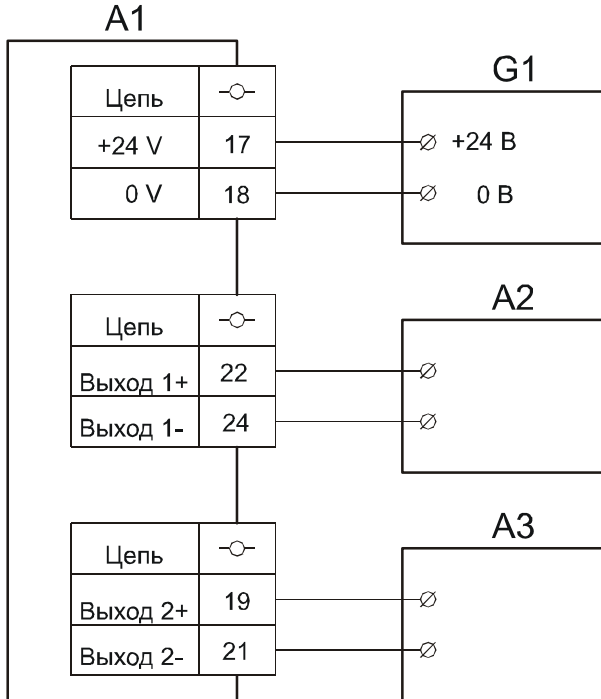 A1
Цепь
+24 V 17
0 V 18
G1
+24 В
0 В
Цепь
Выход 1+ 22
Выход 1- 24
A2
Цепь
Выход 2+ 19
Выход 2- 21
A3